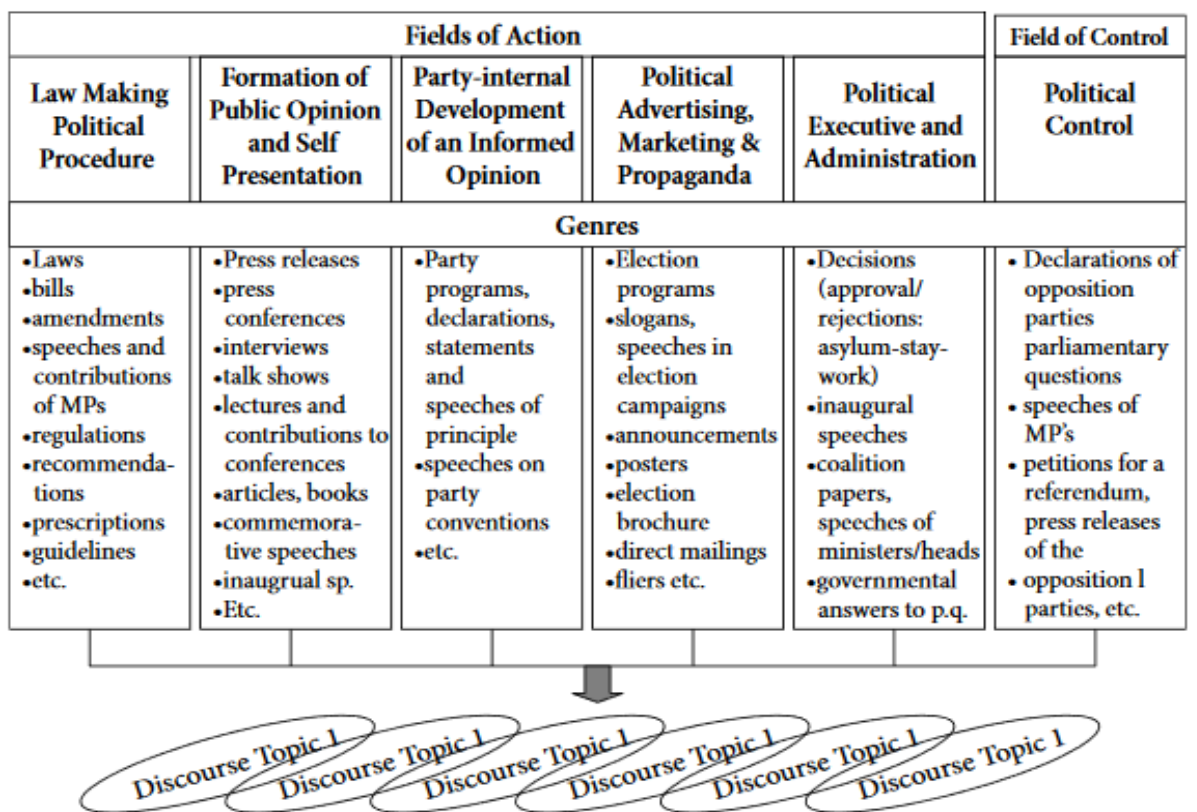 Fields of Action
Field of Control
Law Making
Political
Procedure
Formation of
Public Opinion
and Self
Presentation
Party-internal
Development
of an Informed
Opinion
Political
Advertising,
Marketing &
Propaganda
Political
Executive and
Administration
Political
Control
Genres
•Laws
•bills
•amendments
•speeches and
contributions
of MPs
•regulations
•recommenda-
tions
•prescriptions
•guidelines
•etc.
•Press releases
•press
conferences
•interviews
•talk shows
•lectures and
contributions to
conferences
•articles, books
•commemora-
tive speeches
•inaugrual sp.
•Etc.
•Party
programs,
declarations,
statements
and
speeches of
principle
•speeches on
party
conventions
•etc.
•Election
programs
•slogans,
speeches in
election
campaigns
•announcements
•posters
•election
brochure
•direct mailings
•fliers etc.
•Decisions
(approval/
rejections:
asylum-stay-
work)
•inaugural
speeches
•coalition
papers,
speeches of
ministers/heads
•governmental
answers to p.q.
• Declarations of
opposition
parties
parliamentary
questions
• speeches of
MP's
• petitions for a
referendum,
press releases
of the
• opposition l
parties, etc.
Discourse Topic 1
Discourse Topic 1
Discourse Topic 1
Discourse Topic 1
Discourse Topic 1